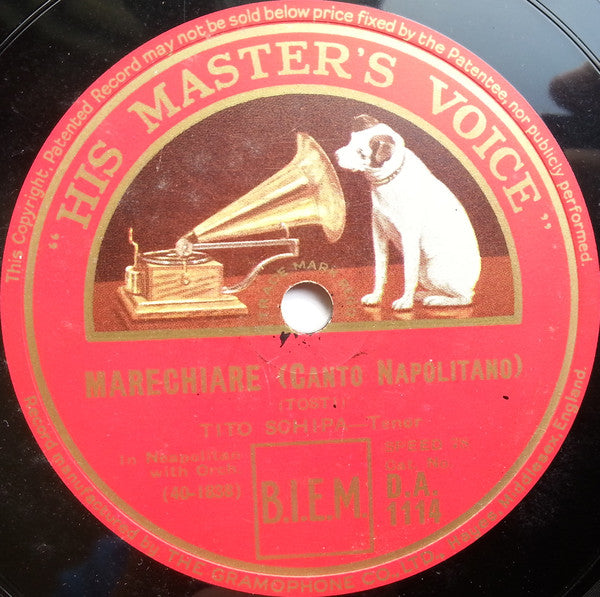 This Copyright, Patented Record may not be sold below price fixed by the Patentee, nor publicly performed.
"HIS MASTER'S VOICE"
TRADE MARK
MARECHIARE (CANTO NAPOLITANO)
(TOSTI)
TITO SCHIPA—Tenor
In Neapolitan
with Orch
(40-1838)
B.I.E.M.
SPEED 78
Cat. No.
D.A.
1114
Record manufactured by THE GRAMOPHONE CO., LTD., Hayes, Middlesex, England.